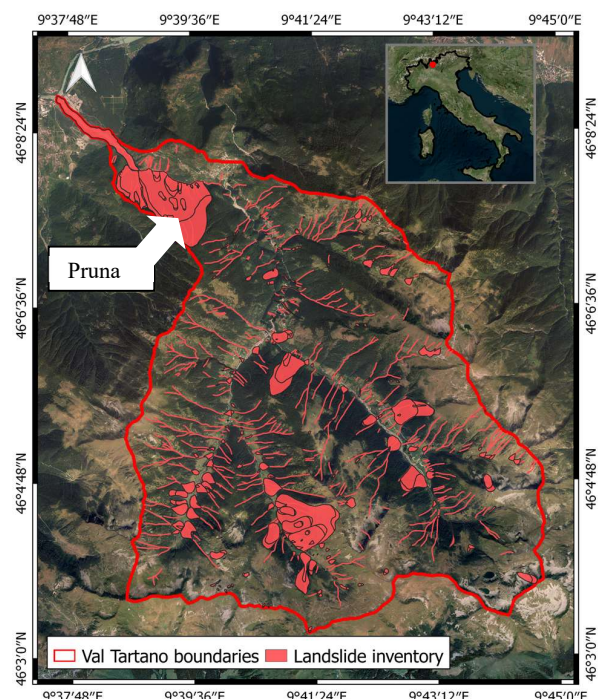 9°37′48″E 9°39′36″E 9°41′24″E 9°43′12″E 9°45′0″E
46°8′24″N 46°8′24″N
Pruna
46°6′36″N 46°6′36″N
46°4′48″N 46°4′48″N
46°3′0″N 46°3′0″N
Val Tartano boundaries Landslide inventory
9°37′48″E 9°39′36″E 9°41′24″E 9°43′12″E 9°45′0″E